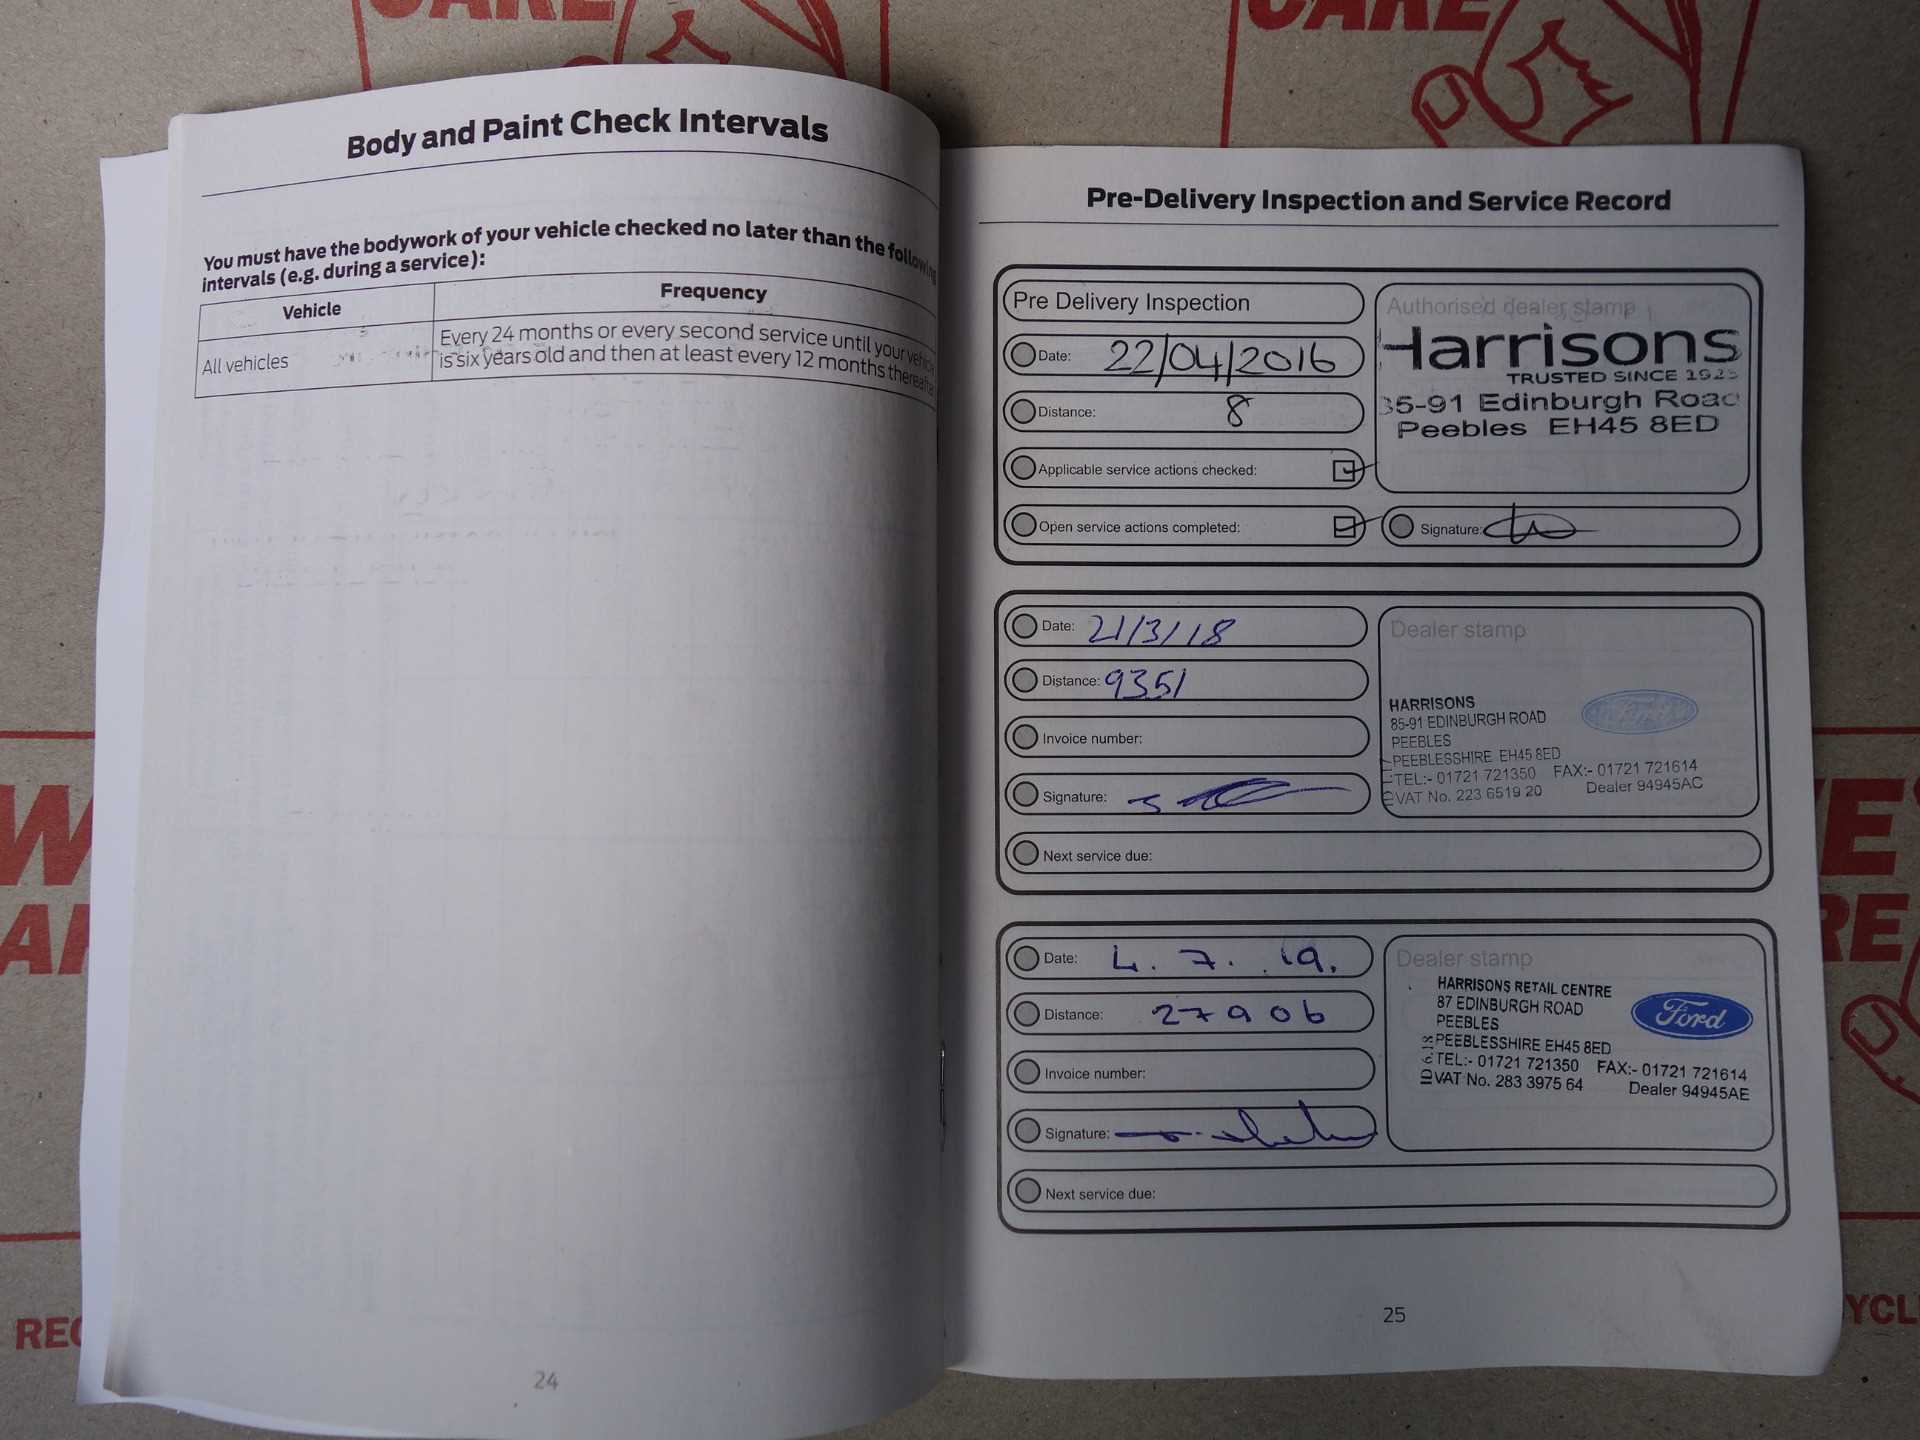 CARE
CARE
Body and Paint Check Intervals
You must have the bodywork of your vehicle checked no later than the following
intervals (e.g. during a service):
Vehicle
Frequency
All vehicles
Every 24 months or every second service until your vehicle
is six years old and then at least every 12 months thereafter
24
Pre-Delivery Inspection and Service Record
Pre Delivery Inspection
Date: 22/04/2016
Distance: 8
Applicable service actions checked:
Open service actions completed:
Authorised dealer stamp
Harrisons
TRUSTED SINCE
85-91 Edinburgh Road
Peebles EH45 8ED
Signature:
Date: 21/3/18
Distance: 9351
Invoice number:
Signature:
Next service due:
Dealer stamp
HARRISONS
85-91 EDINBURGH ROAD
PEEBLES
PEEBLESSHIRE EH45 8ED
TEL:- 01721 721350 FAX:- 01721 721614
VAT No. 223 6519 20 Dealer 94945AC
Ford
Date: 4.7.19.
Distance: 27906
Invoice number:
Signature:
Next service due:
Dealer stamp
HARRISONS RETAIL CENTRE
87 EDINBURGH ROAD
PEEBLES
PEEBLESSHIRE EH45 8ED
TEL:- 01721 721350 FAX:- 01721 721614
VAT No. 283 3975 64 Dealer 94945AE
Ford
25